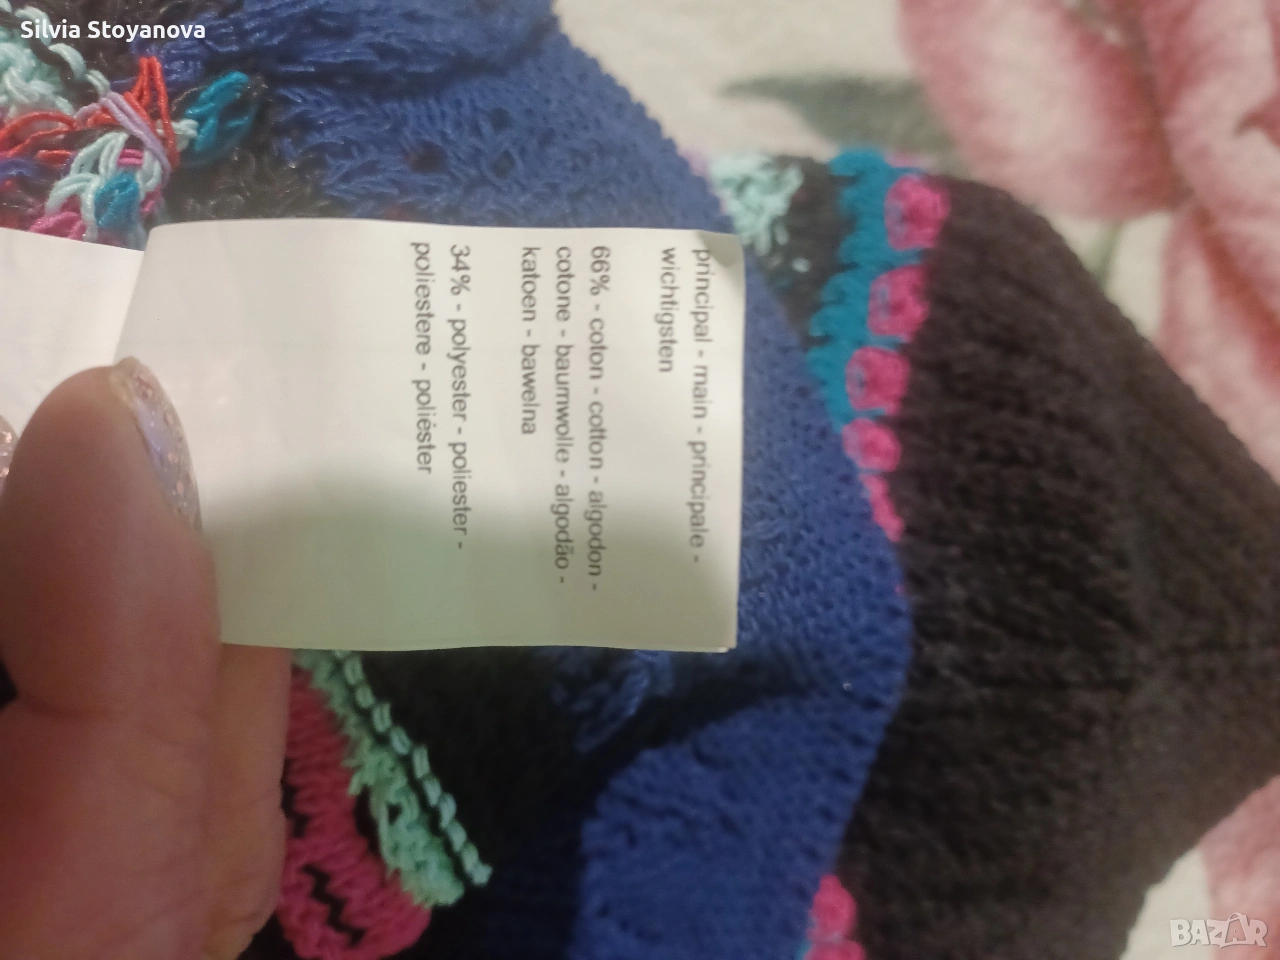 Silvia Stoyanova
principal - main - principale -
wichtigsten
66% - coton - cotton - algodon -
cotone - baumwolle - algodão -
katoen - bawelna
34% - polyester - poliester -
poliestere - poliéster
BAZAR